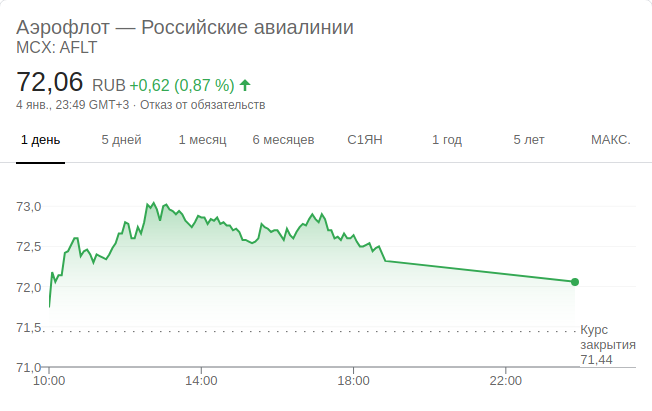 Аэрофлот — Российские авиалинии
MCX: AFLT
72,06 RUB +0,62 (0,87 %)
4 янв., 23:49 GMT+3 · Отказ от обязательств
1 день 5 дней 1 месяц 6 месяцев С1ЯН 1 год 5 лет МАКС.
73,0
72,5
72,0
71,5
Курс
закрытия
71,44
71,0
10:00 14:00 18:00 22:00